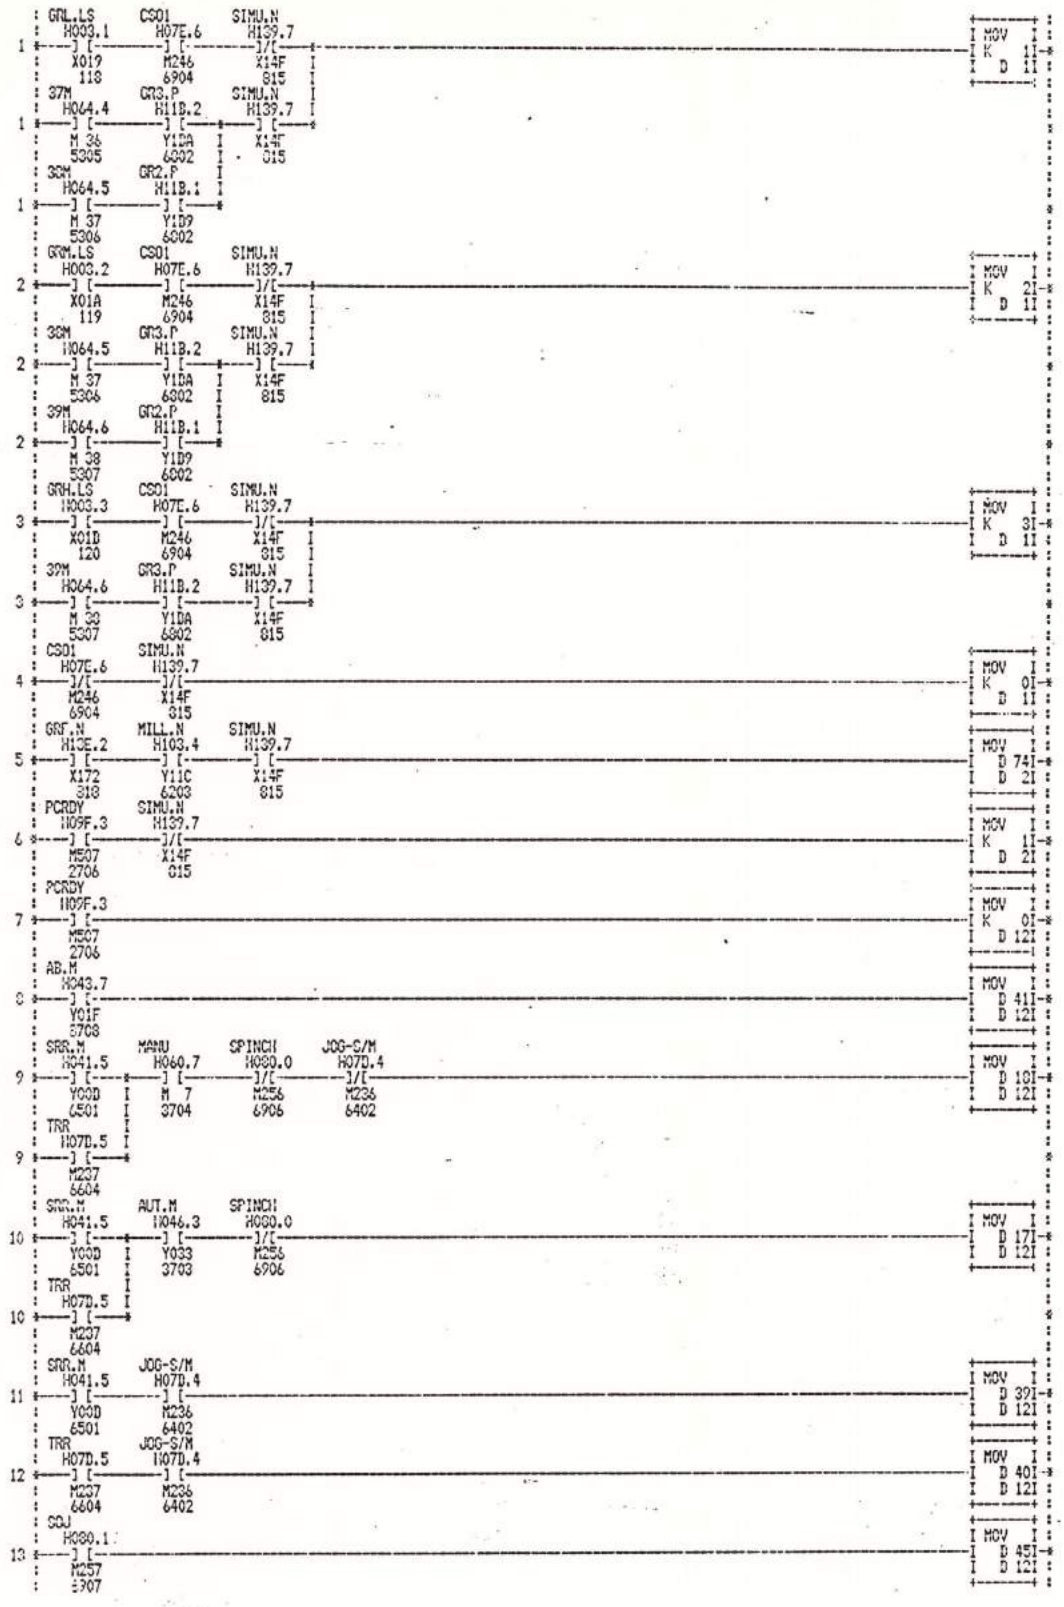 GRL.LS CS01 SIMU.N
H003.1 H07E.6 H139.7
1 MOV
K 1
D 1
X019 M246 X14F
118 6904 815
37M GR3.P SIMU.N
H064.4 H11B.2 H139.7
1
M 36 Y1DA X14F
5305 6802 815
38M GR2.P
H064.5 H11B.1
1
M 37 Y1D9
5306 6802
GRM.LS CS01 SIMU.N
H003.2 H07E.6 H139.7
2 MOV
K 2
D 1
X01A M246 X14F
119 6904 815
38M GR3.P SIMU.N
H064.5 H11B.2 H139.7
2
M 37 Y1DA X14F
5306 6802 815
39M GR2.P
H064.6 H11B.1
2
M 38 Y1D9
5307 6802
GRH.LS CS01 SIMU.N
H003.3 H07E.6 H139.7
3 MOV
K 3
D 1
X01B M246 X14F
120 6904 815
39M GR3.P SIMU.N
H064.6 H11B.2 H139.7
3
M 38 Y1DA X14F
5307 6802 815
CS01 SIMU.N
H07E.6 H139.7
4 MOV
K 0
D 1
M246 X14F
6904 815
GRF.N MILL.N SIMU.N
H13E.2 H103.4 H139.7
5 MOV
D 74
D 2
X172 Y11C X14F
818 6203 815
PCRDY SIMU.N
H09F.3 H139.7
6 MOV
K 1
D 2
M507 X14F
2706 815
PCRDY
H09F.3
7 MOV
K 0
D 12
M507
2706
AB.M
H043.7
8 MOV
D 41
D 12
Y01F
SRR.M MANU SPINCH JOG-S/M
H041.5 H060.7 H080.0 H07D.4
9 MOV
D 18
D 12
Y00D M 7 M256 M236
6501 3704 6906 6402
TRR
H07D.5
9
M237
6604
SRR.M AUT.M SPINCH
H041.5 H046.3 H080.0
10 MOV
D 17
D 12
Y00D Y033 M256
6501 3703 6906
TRR
H07D.5
10
M237
6604
SRR.M JOG-S/M
H041.5 H07D.4
11 MOV
D 39
D 12
Y00D M236
6501 6402
TRR JOG-S/M
H07D.5 H07D.4
12 MOV
D 40
D 12
M237 M236
6604 6402
SOJ
H080.1
13 MOV
D 45
D 12
M257
6907